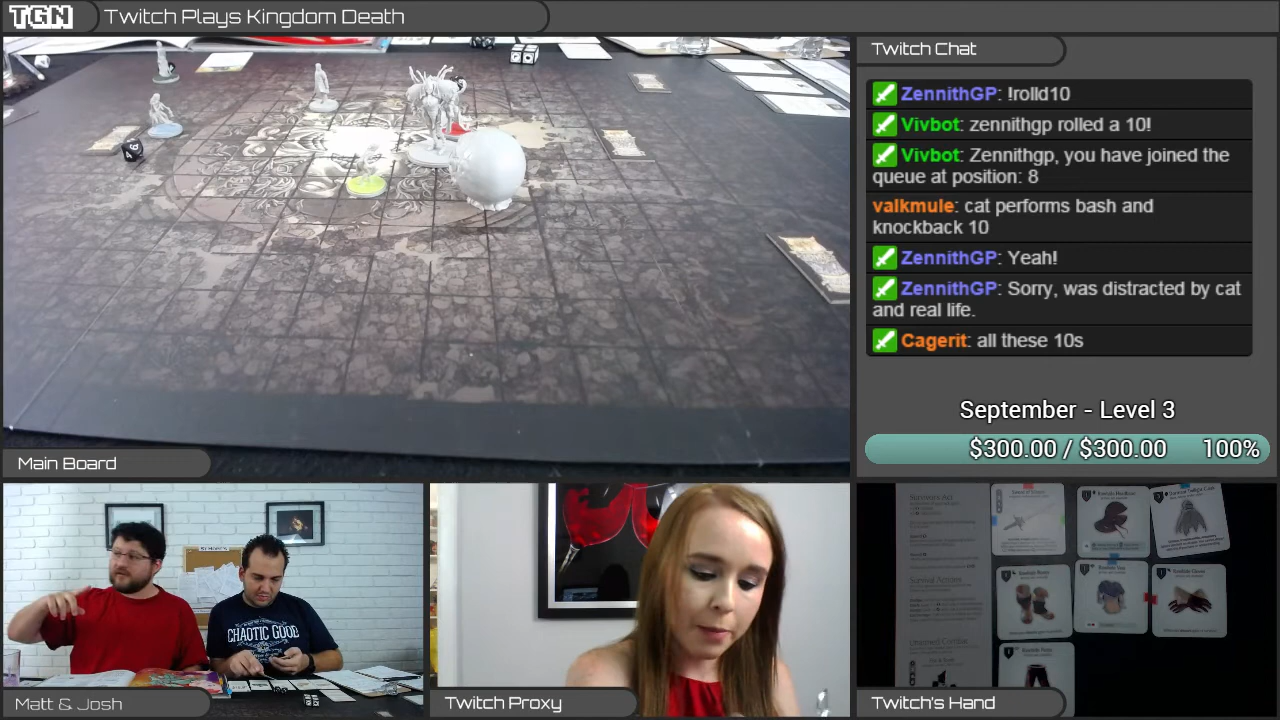 TGN
Twitch Plays Kingdom Death
Twitch Chat
ZennithGP: !rolld10
Vivbot: zennithgp rolled a 10!
Vivbot: Zennithgp, you have joined the
queue at position: 8
valkmule: cat performs bash and
knockback 10
ZennithGP: Yeah!
ZennithGP: Sorry, was distracted by cat
and real life.
Cagerit: all these 10s
September - Level 3
$300.00 / $300.00 100%
Main Board
CHAOTIC GOOD
Survival Actions
Matt & Josh
Twitch Proxy
Twitch's Hand